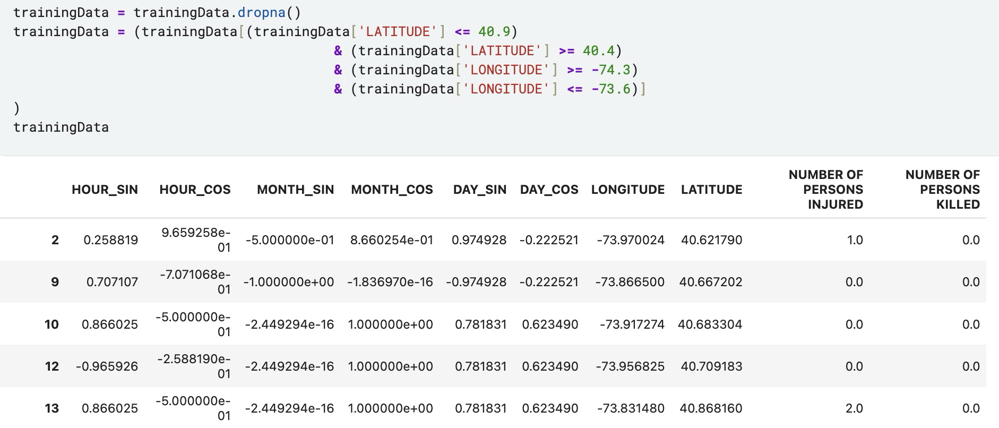 trainingData = trainingData.dropna()
trainingData = (trainingData[(trainingData['LATITUDE'] <= 40.9)
& (trainingData['LATITUDE'] >= 40.4)
& (trainingData['LONGITUDE'] >= -74.3)
& (trainingData['LONGITUDE'] <= -73.6)]
)
trainingData
HOUR_SIN HOUR_COS MONTH_SIN MONTH_COS DAY_SIN DAY_COS LONGITUDE LATITUDE NUMBER OF PERSONS INJURED NUMBER OF PERSONS KILLED
2 0.258819 9.659258e-01 -5.000000e-01 8.660254e-01 0.974928 -0.222521 -73.970024 40.621790 1.0 0.0
9 0.707107 -7.071068e-01 -1.000000e+00 -1.836970e-16 -0.974928 -0.222521 -73.866500 40.667202 0.0 0.0
10 0.866025 -5.000000e-01 -2.449294e-16 1.000000e+00 0.781831 0.623490 -73.917274 40.683304 0.0 0.0
12 -0.965926 -2.588190e-01 -2.449294e-16 1.000000e+00 0.781831 0.623490 -73.956825 40.709183 0.0 0.0
13 0.866025 -5.000000e-01 -2.449294e-16 1.000000e+00 0.781831 0.623490 -73.831480 40.868160 2.0 0.0